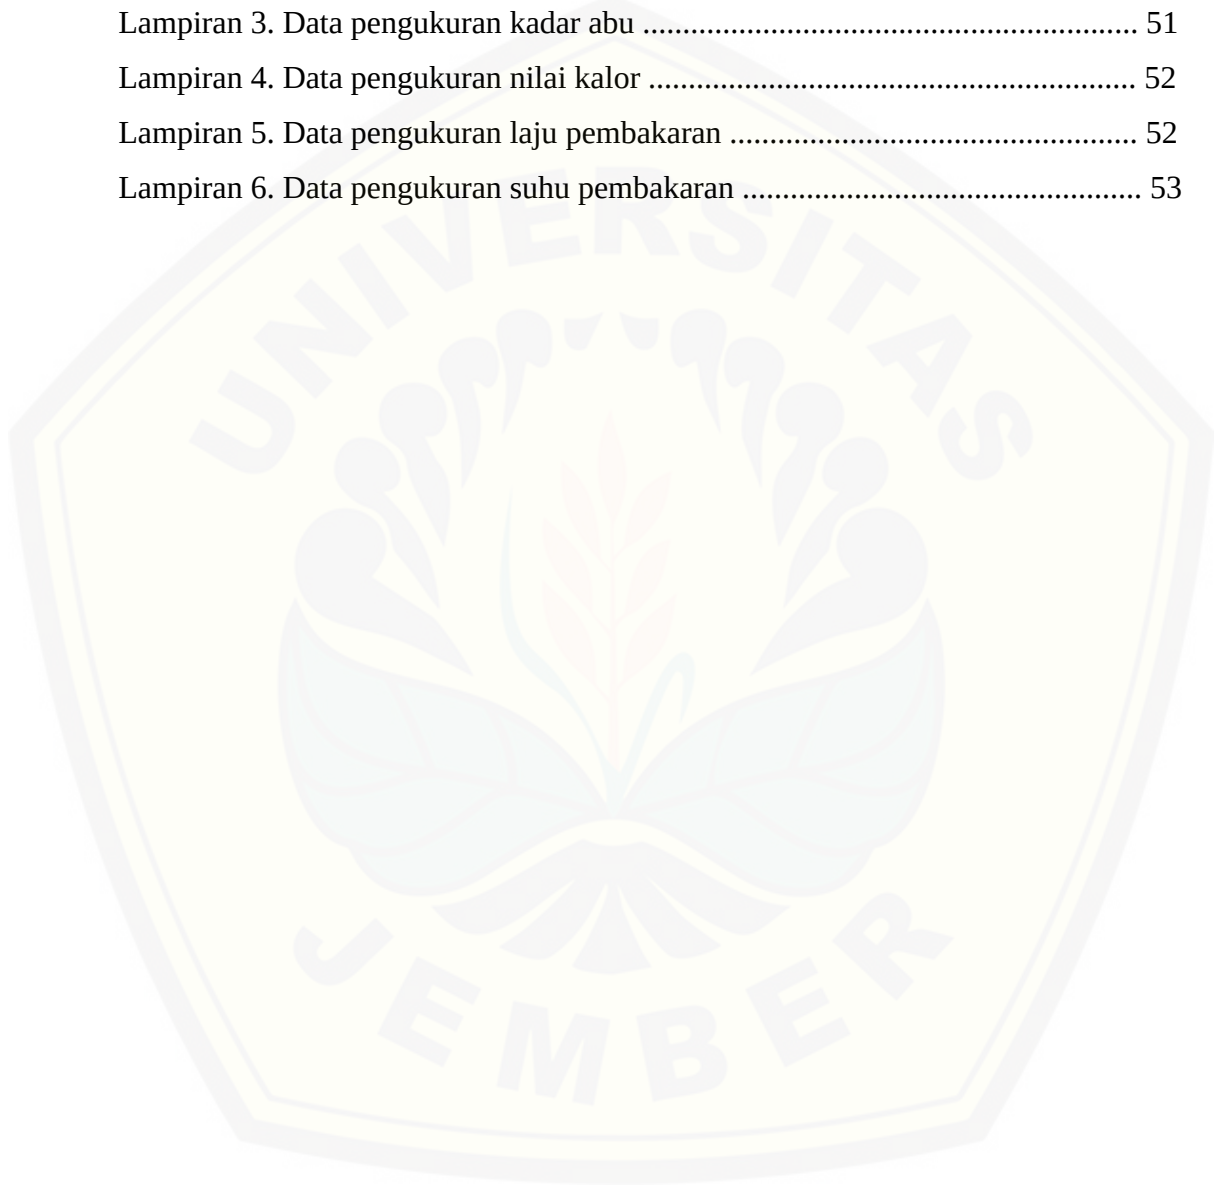 Lampiran 3. Data pengukuran kadar abu ............................................................. 51
Lampiran 4. Data pengukuran nilai kalor ............................................................ 52
Lampiran 5. Data pengukuran laju pembakaran .................................................. 52
Lampiran 6. Data pengukuran suhu pembakaran ................................................. 53
UNIVERSITAS
JEMBER